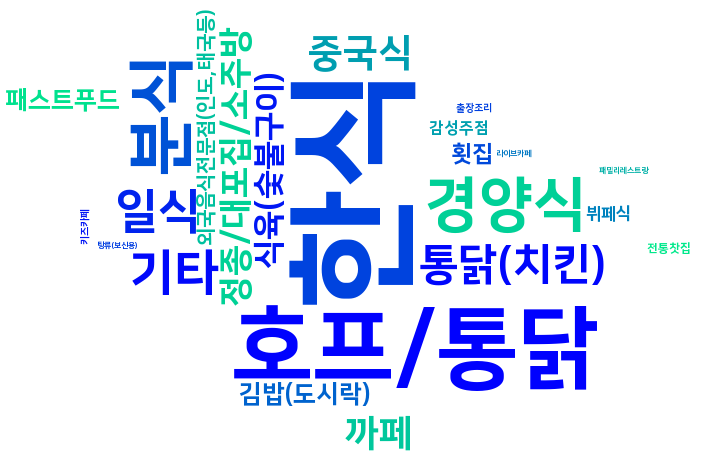 중국식
패스트푸드
분식
외국음식전문점(인도,태국등)
정종/대포집/소주방
식육(숯불구이)
한식
출장조리
감성주점
횟집
라이브카페
패밀리레스트랑
일식
경양식
뷔페식
키즈카페
탕류(보신용)
기타
통닭(치킨)
전통찻집
호프/통닭
김밥(도시락)
까페